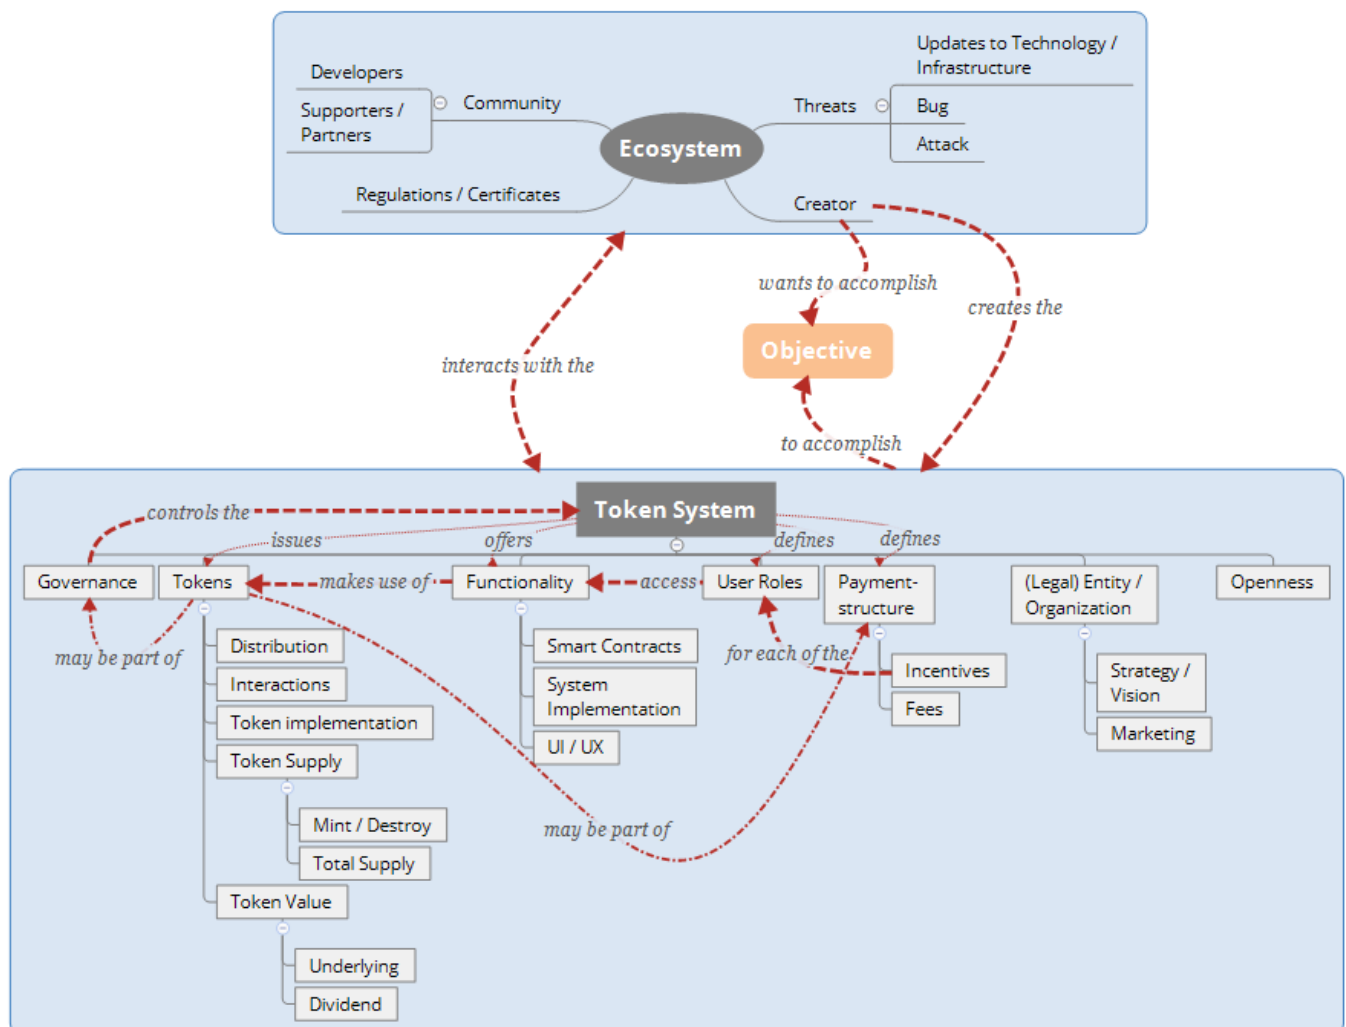 Updates to Technology /
Infrastructure
Developers
Community
Threats
Bug
Supporters /
Partners
Ecosystem
Attack
Regulations / Certificates
Creator
wants to accomplish
creates the
Objective
interacts with the
to accomplish
Token System
controls the
issues
offers
defines
defines
Governance
Tokens
makes use of
Functionality
access
User Roles
Payment-
structure
(Legal) Entity /
Organization
Openness
may be part of
Distribution
Smart Contracts
for each of the
Interactions
System
Implementation
Incentives
Strategy /
Vision
Token implementation
Fees
UI / UX
Marketing
Token Supply
Mint / Destroy
may be part of
Total Supply
Token Value
Underlying
Dividend